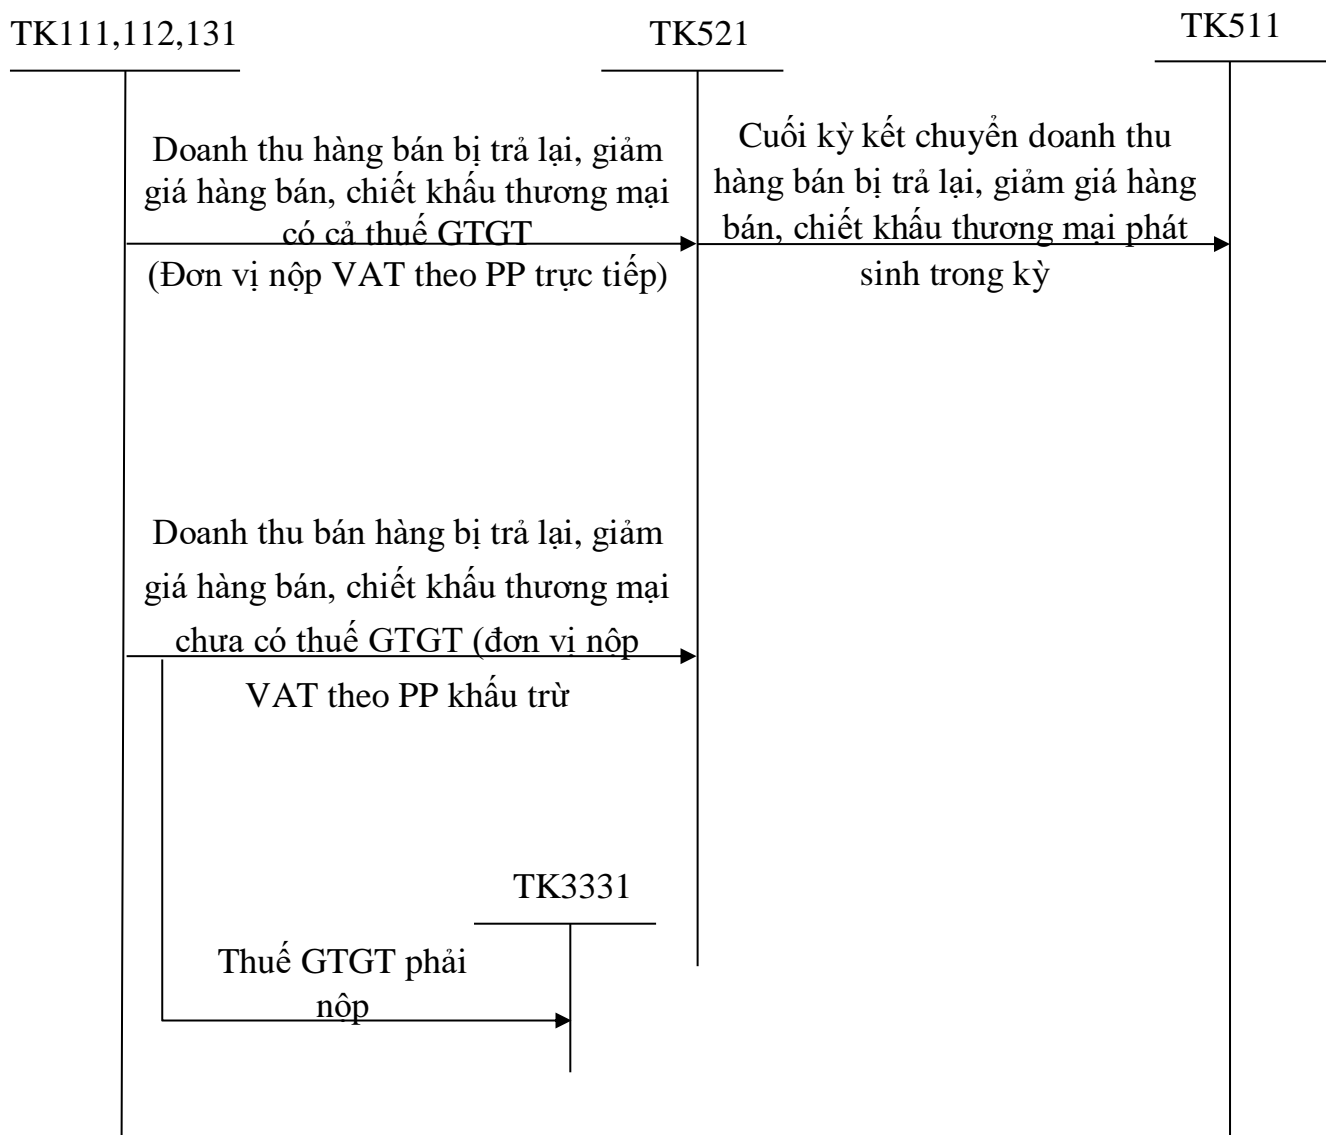 TK111,112,131
TK521
TK511
Doanh thu hàng bán bị trả lại, giảm
giá hàng bán, chiết khấu thương mại
có cả thuế GTGT
(Đơn vị nộp VAT theo PP trực tiếp)
Cuối kỳ kết chuyển doanh thu
hàng bán bị trả lại, giảm giá hàng
bán, chiết khấu thương mại phát
sinh trong kỳ
Doanh thu bán hàng bị trả lại, giảm
giá hàng bán, chiết khấu thương mại
chưa có thuế GTGT (đơn vị nộp
VAT theo PP khấu trừ
TK3331
Thuế GTGT phải
nộp